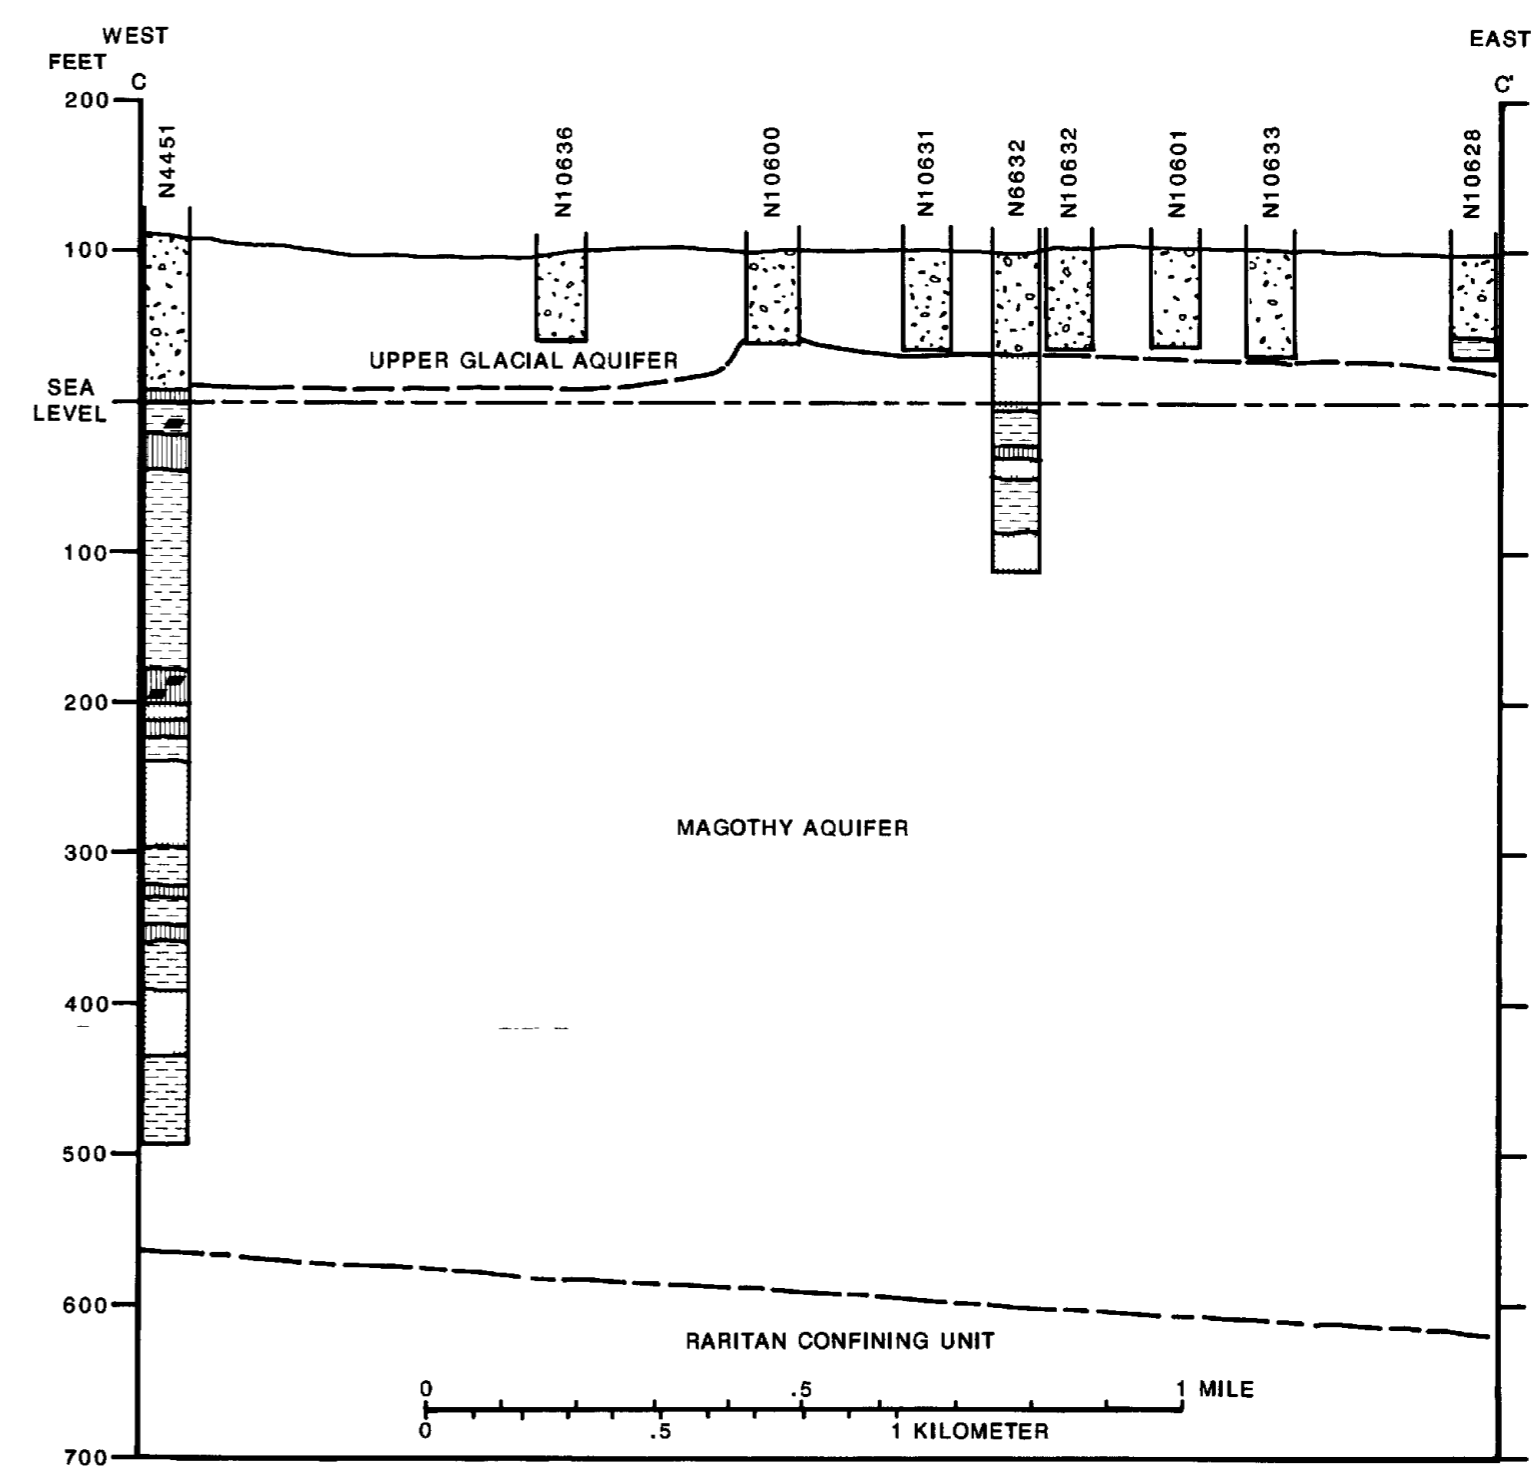 WEST
EAST
FEET
C
C'
200
N4451
N10636
N10600
N10631
N6632
N10632
N10601
N10633
N10628
100
UPPER GLACIAL AQUIFER
SEA
LEVEL
100
200
MAGOTHY AQUIFER
300
400
500
600
RARITAN CONFINING UNIT
0 .5 1 MILE
0 .5 1 KILOMETER
700